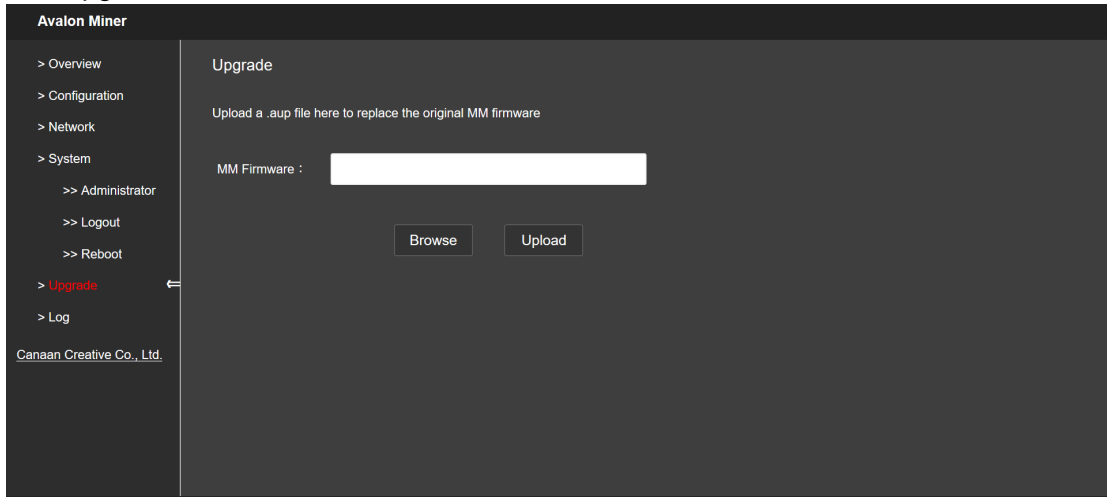 Avalon Miner
> Overview
> Configuration
> Network
> System
>> Administrator
>> Logout
>> Reboot
> Upgrade
> Log
Canaan Creative Co., Ltd.
Upgrade
Upload a .aup file here to replace the original MM firmware
MM Firmware：
Browse Upload